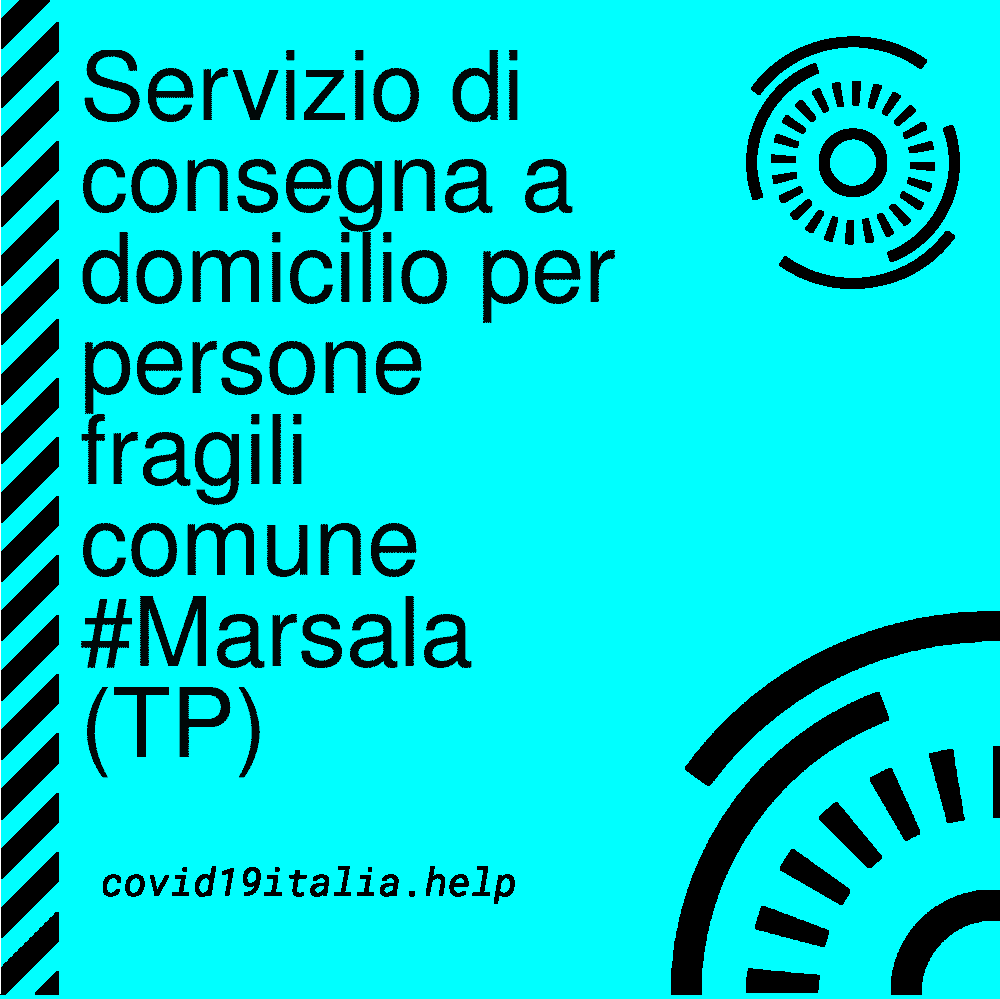 Servizio di
consegna a
domicilio per
persone
fragili
comune
#Marsala
(TP)
covid19italia.help